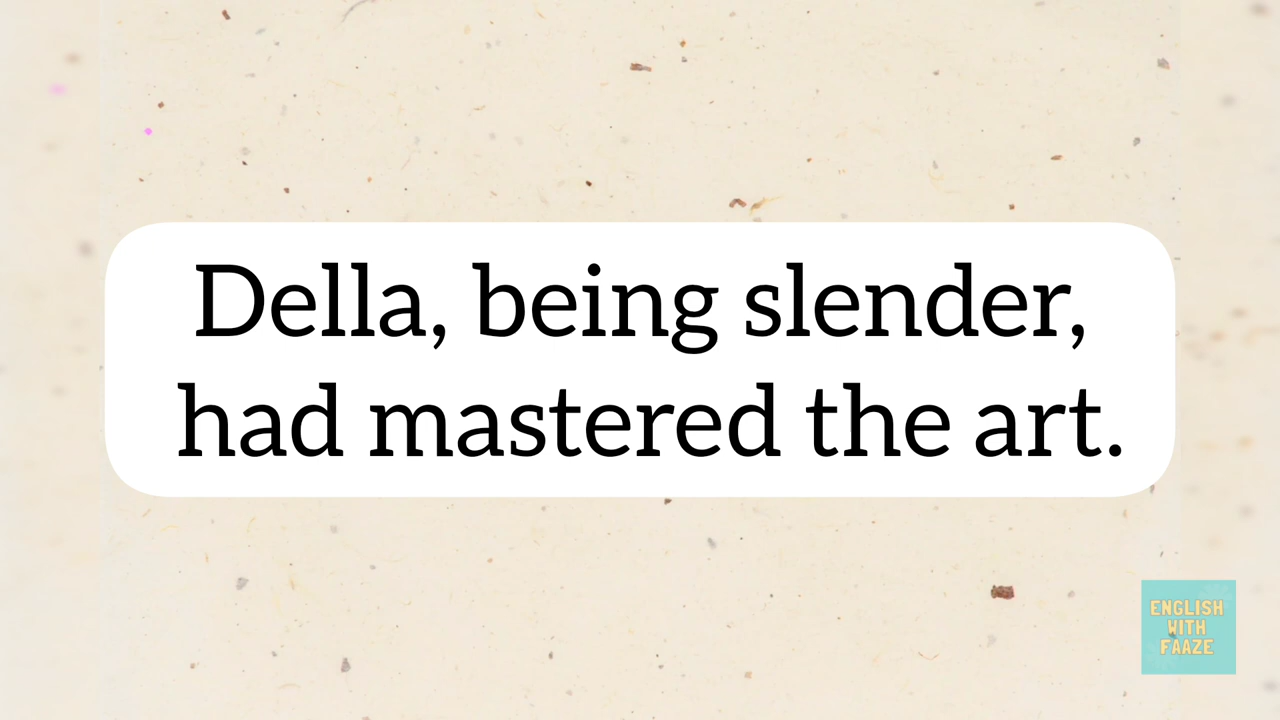 Della, being slender,
had mastered the art.
ENGLISH
WITH
FAAZE